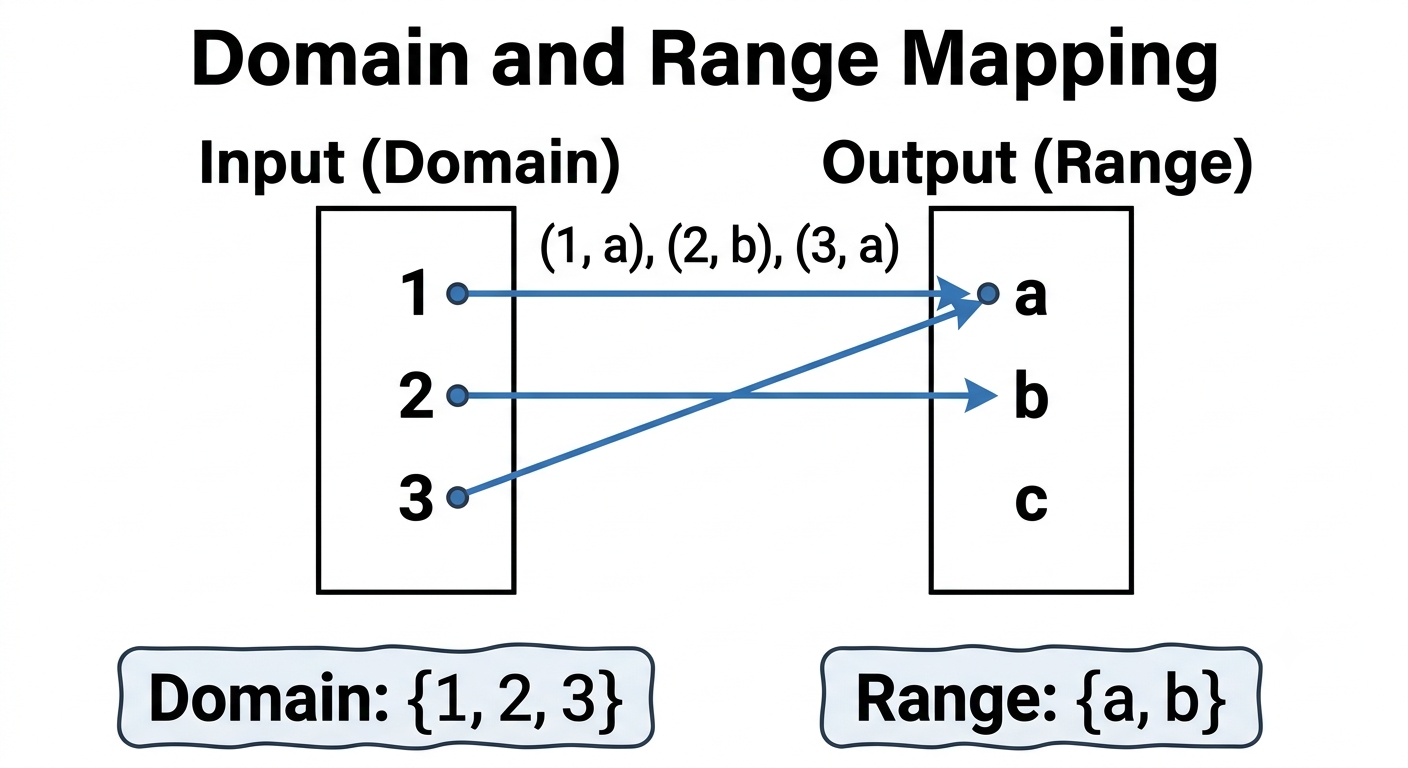 Domain and Range Mapping
Input (Domain)
Output (Range)
(1, a), (2, b), (3, a)
1
a
2
b
3
c
Domain: {1, 2, 3}
Range: {a, b}